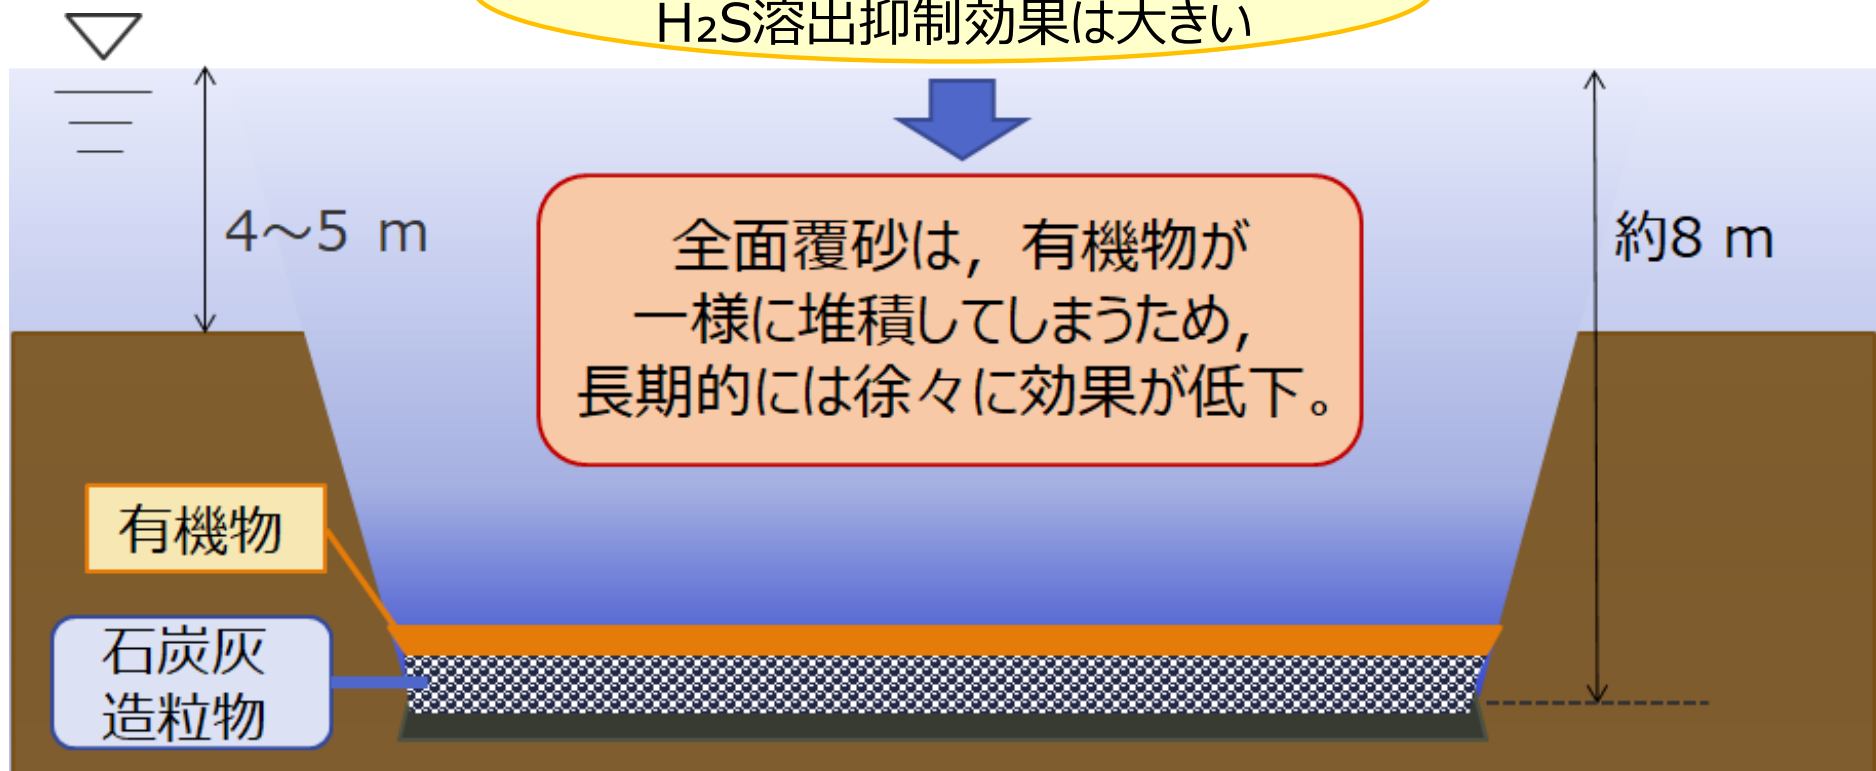 H₂S溶出抑制効果は大きい
4～5 m
約8 m
全面覆砂は，有機物が
一様に堆積してしまうため，
長期的には徐々に効果が低下。
有機物
石炭灰
造粒物